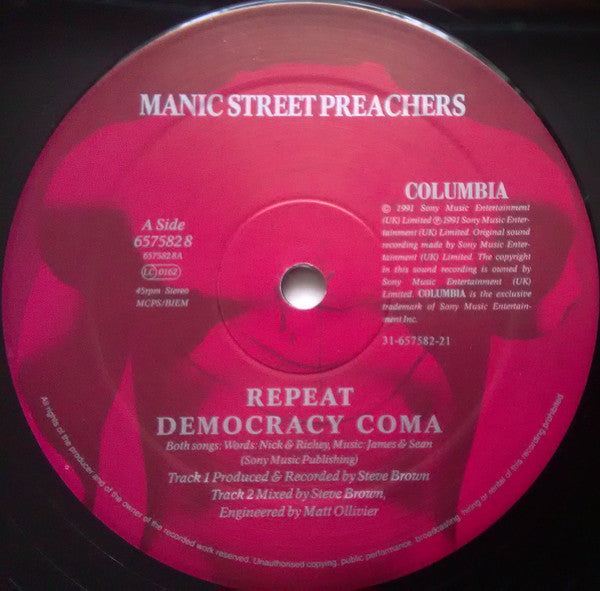 MANIC STREET PREACHERS
A Side
657582 8
657582 8A
LC 0162
45rpm Stereo
MCPS/BIEM
COLUMBIA
© 1991 Sony Music Entertainment
(UK) Limited ℗ 1991 Sony Music Enter-
tainment (UK) Limited. Original sound
recording made by Sony Music Enter-
tainment (UK) Limited. The copyright
in this sound recording is owned by
Sony Music Entertainment (UK)
Limited. COLUMBIA is the exclusive
trademark of Sony Music Entertain-
ment Inc.
31-657582-21
REPEAT
DEMOCRACY COMA
Both songs: Words: Nick & Richey, Music: James & Sean
(Sony Music Publishing)
Track 1 Produced & Recorded by Steve Brown
Track 2 Mixed by Steve Brown,
Engineered by Matt Ollivier
All rights of the producer and of the owner of the recorded work reserved. Unauthorised copying, public performance, broadcasting, hiring or rental of this recording prohibited